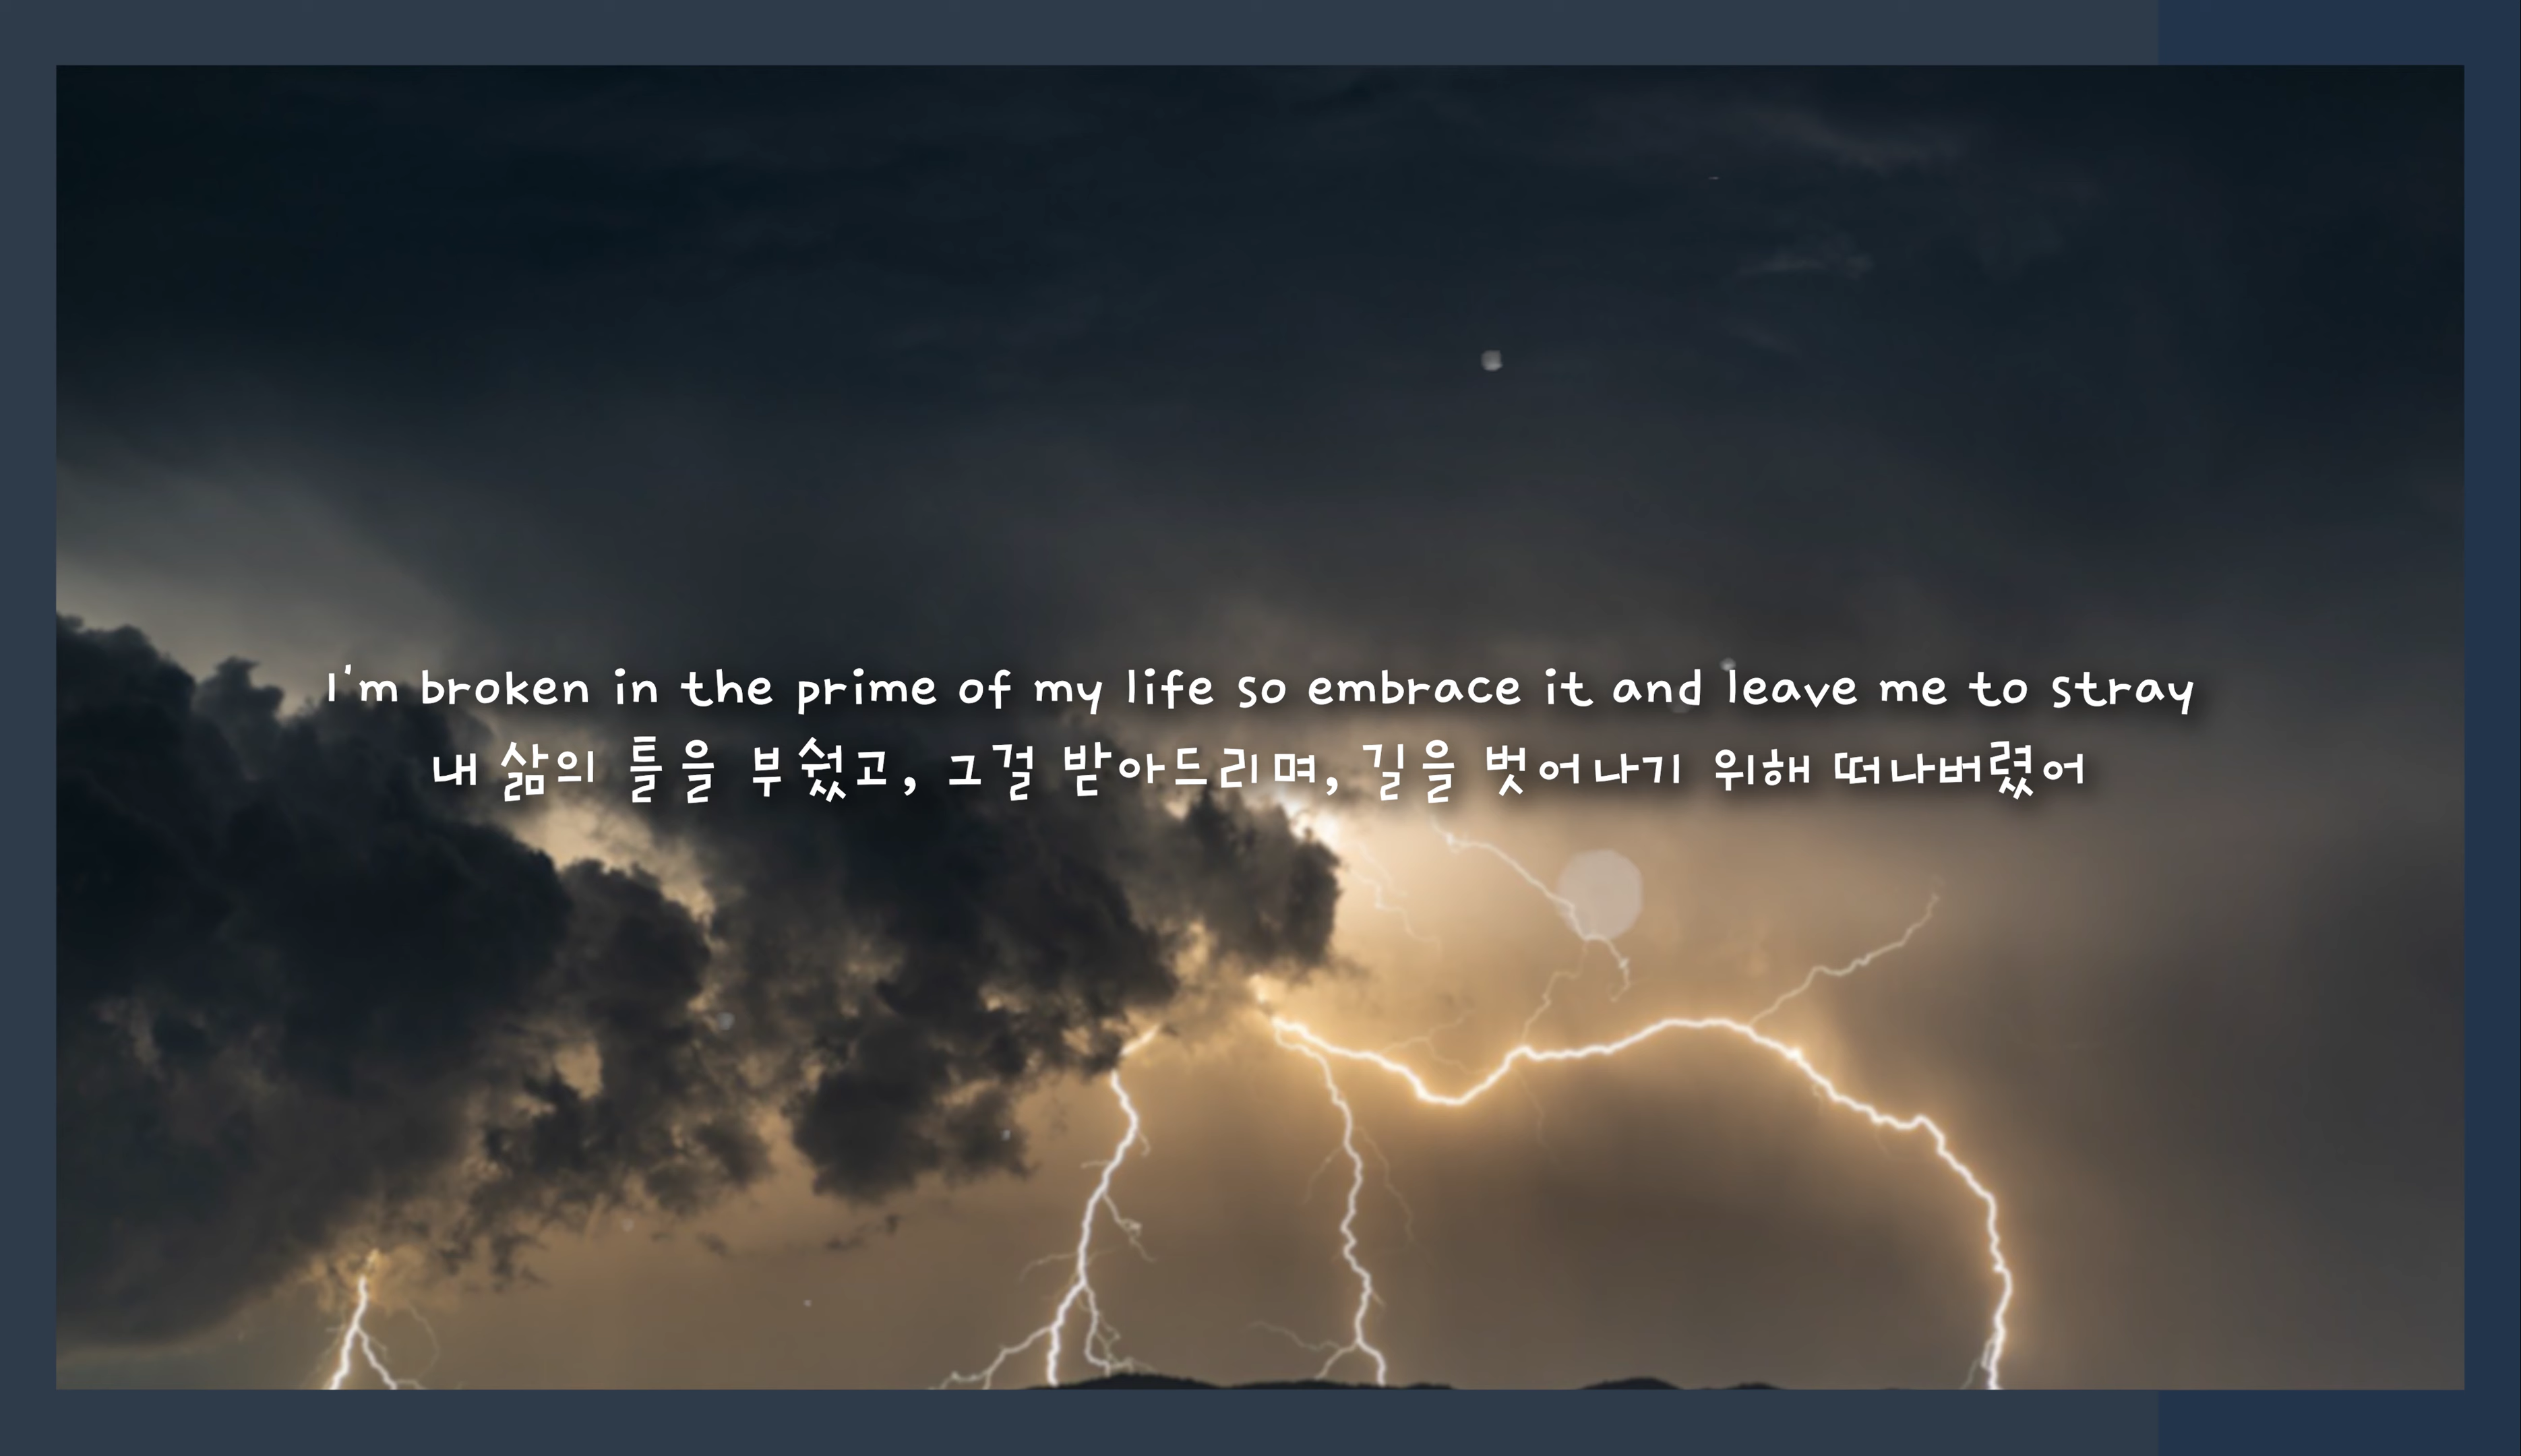 I'm broken in the prime of my life so embrace it and leave me to stray
내 삶의 틀을 부쉈고, 그걸 받아드리며, 길을 벗어나기 위해 떠나버렸어